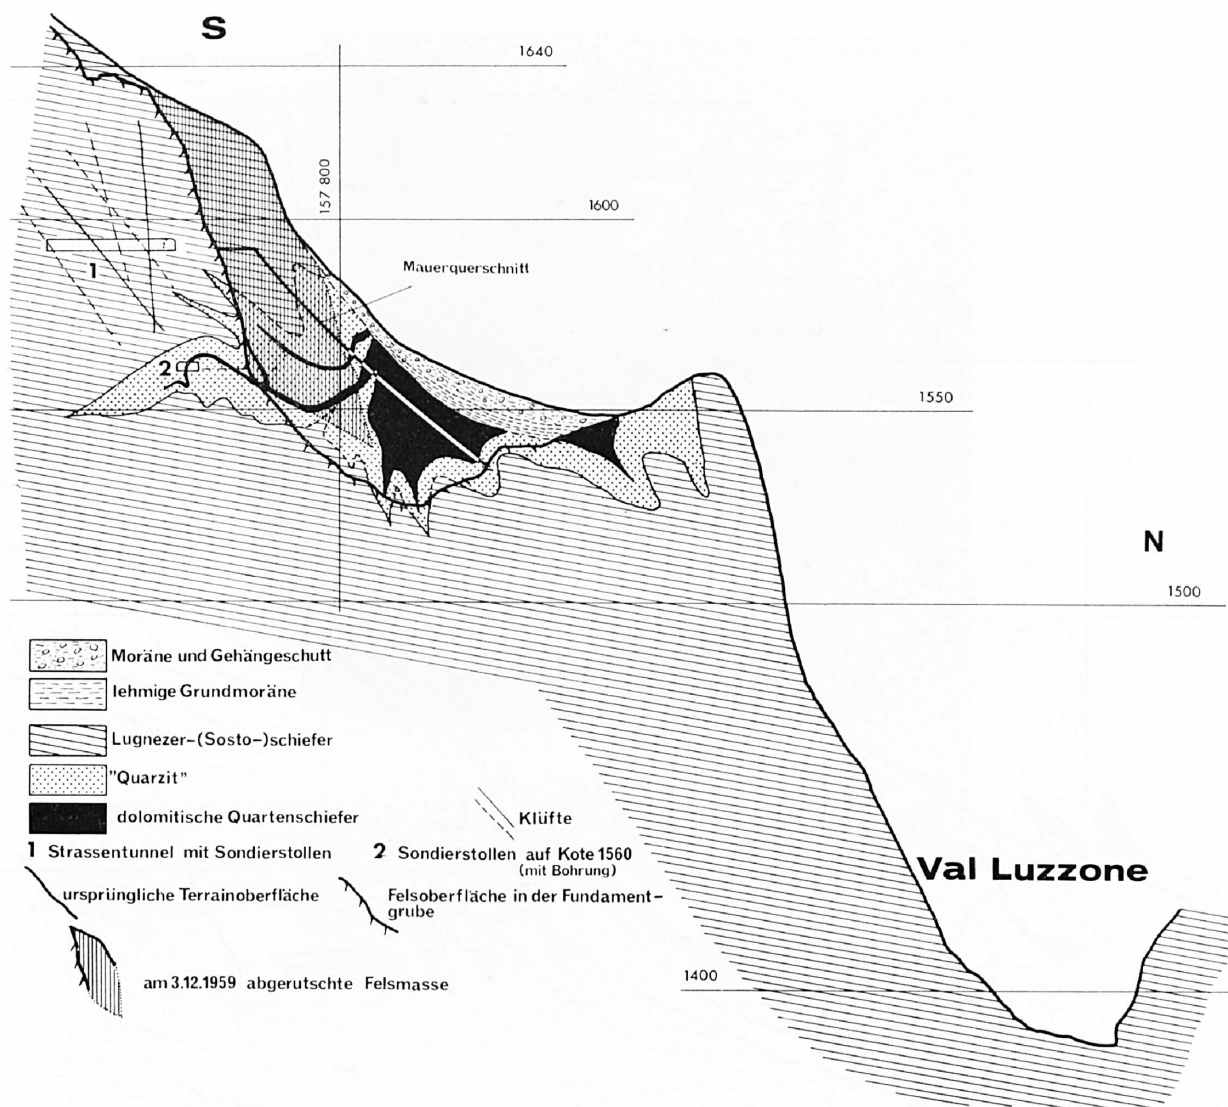 S
1640
157 800
1600
Mauerquerschnitt
1
2
1550
N
1500
Moräne und Gehängeschutt
lehmige Grundmoräne
Lugnezer-(Sosto-)schiefer
"Quarzit"
dolomitische Quartenschiefer
Klüfte
1 Strassentunnel mit Sondierstollen
2 Sondierstollen auf Kote 1560
(mit Bohrung)
ursprüngliche Terrainoberfläche
Felsoberfläche in der Fundament-
grube
Val Luzzone
am 3.12.1959 abgerutschte Felsmasse
1400